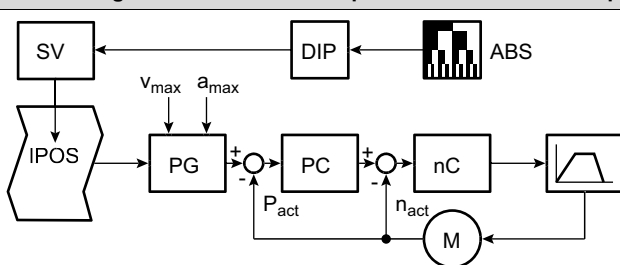 SV
DIP
ABS
vmax amax
IPOS
PG
+
-
PC
+
-
nC
Pact
nact
M